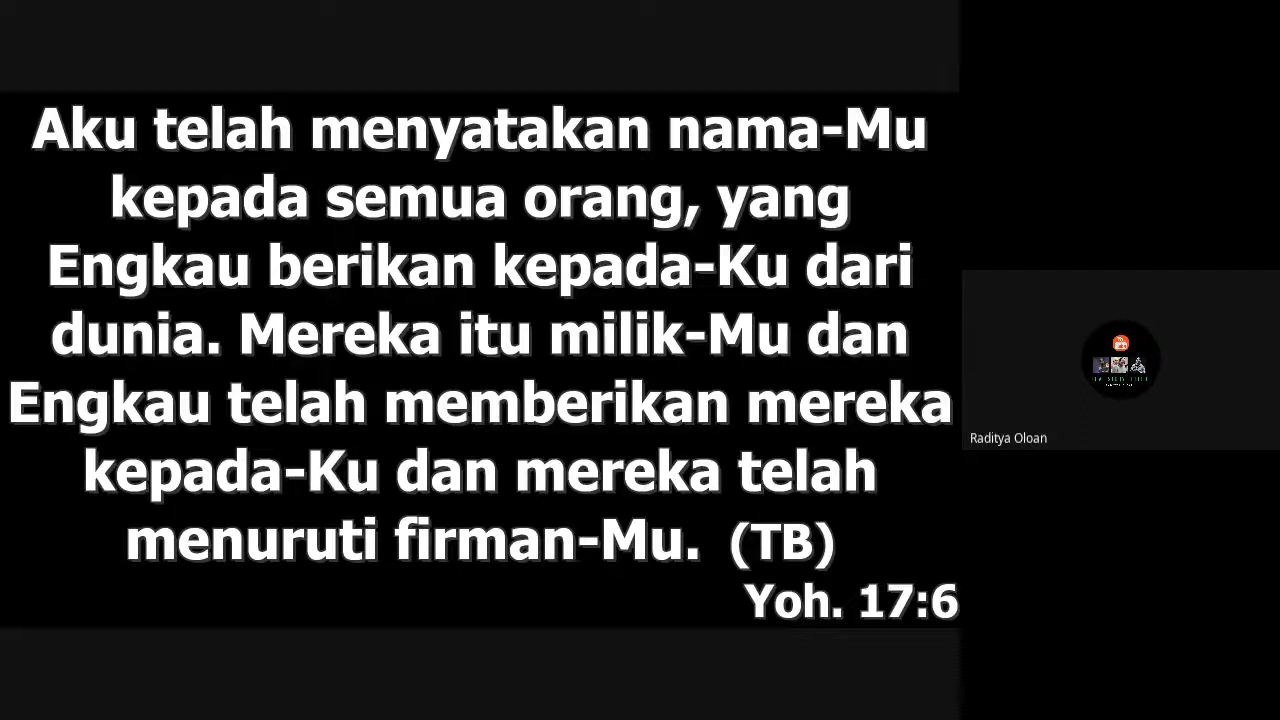 Aku telah menyatakan nama-Mu
kepada semua orang, yang
Engkau berikan kepada-Ku dari
dunia. Mereka itu milik-Mu dan
Engkau telah memberikan mereka
kepada-Ku dan mereka telah
menuruti firman-Mu. (TB)
Yoh. 17:6
Raditya Oloan